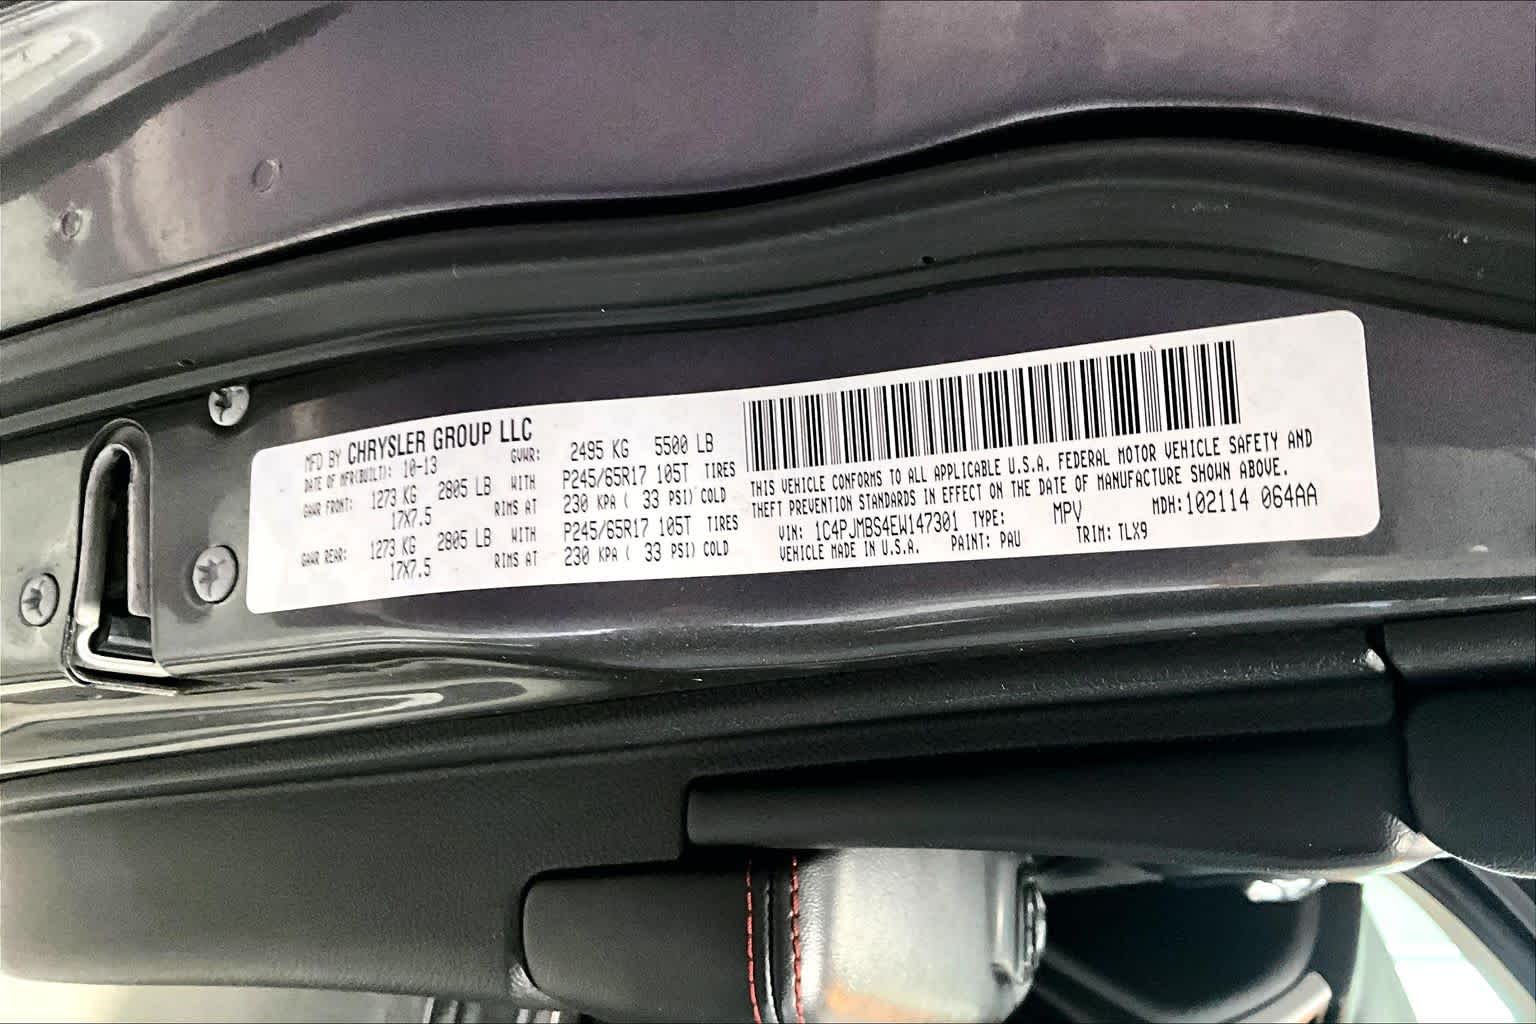 MFD BY CHRYSLER GROUP LLC
DATE OF MFR(BUILT): 10-13 GVWR: 2495 KG 5500 LB
GAWR FRONT: 1273 KG 2805 LB WITH P245/65R17 105T TIRES
17X7.5 RIMS AT 230 KPA ( 33 PSI) COLD
GAWR REAR: 1273 KG 2805 LB WITH P245/65R17 105T TIRES
17X7.5 RIMS AT 230 KPA ( 33 PSI) COLD
THIS VEHICLE CONFORMS TO ALL APPLICABLE U.S.A. FEDERAL MOTOR VEHICLE SAFETY AND
THEFT PREVENTION STANDARDS IN EFFECT ON THE DATE OF MANUFACTURE SHOWN ABOVE.
VIN: 1C4PJMBS4EW147301 TYPE: MPV MDH:102114 064AA
VEHICLE MADE IN U.S.A. PAINT: PAU TRIM: TLX9